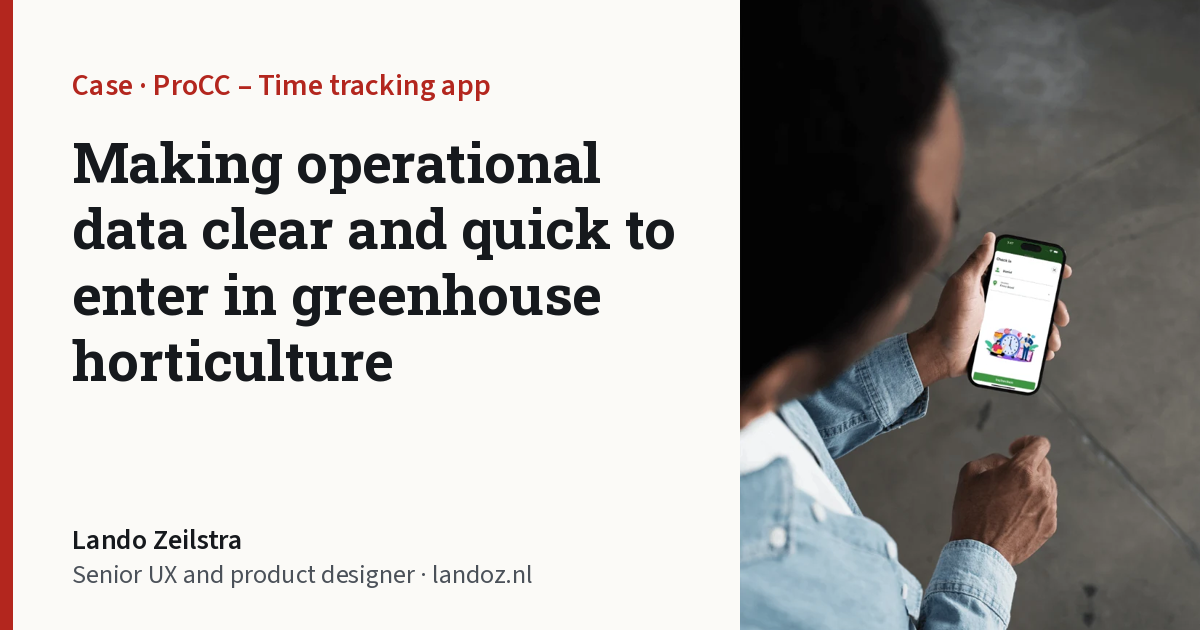 Case · ProCC – Time tracking app
Making operational
data clear and quick to
enter in greenhouse
horticulture
Lando Zeilstra
Senior UX and product designer · landoz.nl